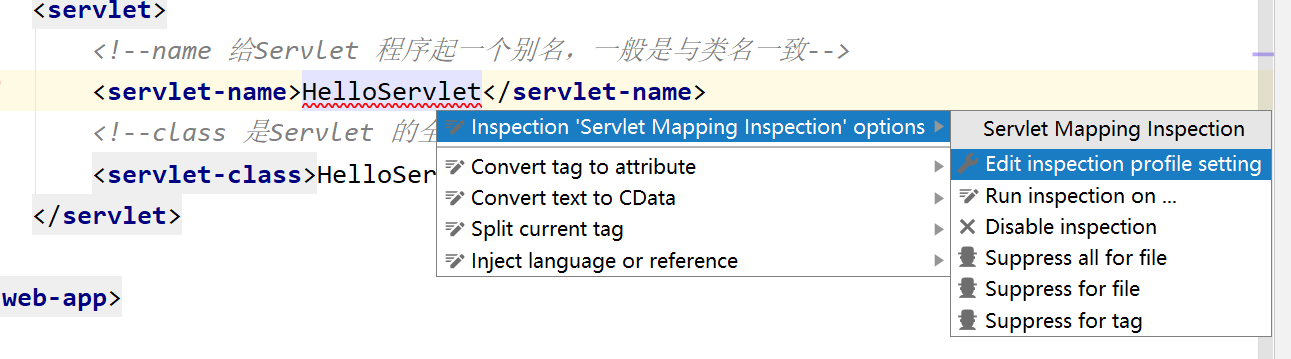 <servlet>
<!--name 给Servlet 程序起一个别名，一般是与类名一致-->
<servlet-name>HelloServlet</servlet-name>
<!--class 是Servlet 的全
<servlet-class>HelloSer
</servlet>
web-app>
Inspection 'Servlet Mapping Inspection' options
Convert tag to attribute
Convert text to CData
Split current tag
Inject language or reference
Servlet Mapping Inspection
Edit inspection profile setting
Run inspection on ...
Disable inspection
Suppress all for file
Suppress for file
Suppress for tag